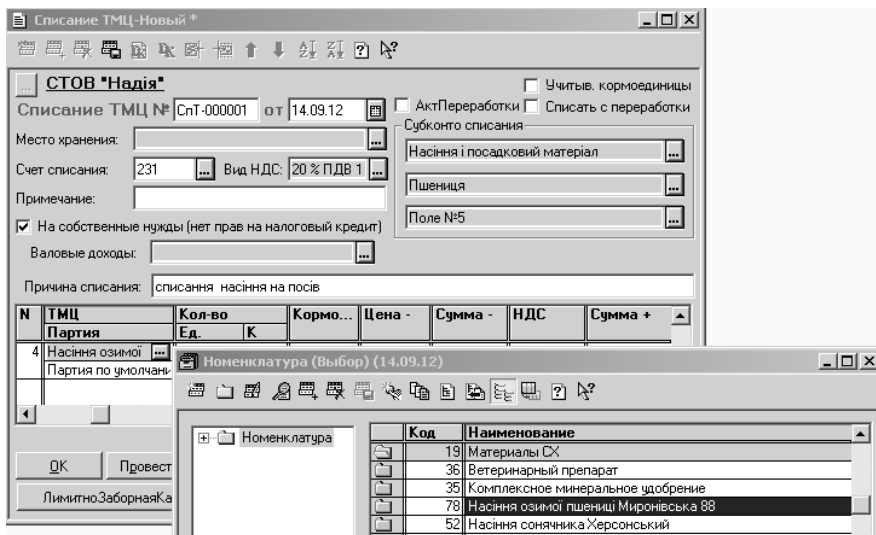 Списание ТМЦ-Новый *
СТОВ "Надія"
Учитыв. кормоединицы
Списание ТМЦ № СпТ-000001 от 14.09.12
АктПереработки
Списать с переработки
Место хранения:
Субконто списания
Насіння і посадковий матеріал
Счет списания: 231 ... Вид НДС: 20 % ПДВ 1 ...
Пшениця
Примечание:
Поле №5
На собственные нужды (нет прав на налоговый кредит)
Валовые доходы:
Причина списания: списання насіння на посів
N ТМЦ Кол-во Кормо... Цена - Сумма - НДС Сумма +
Партия Ед. К
4 Насіння озимої ...
Партия по умолчани
Номенклатура (Выбор) (14.09.12)
Номенклатура
Код Наименование
19 Материалы СХ
36 Ветеринарный препарат
35 Комплексное минеральное удобрение
78 Насіння озимої пшениці Миронівська 88
52 Насіння сонячника Херсонський
OK Провест
ЛимитноЗаборнаяКа